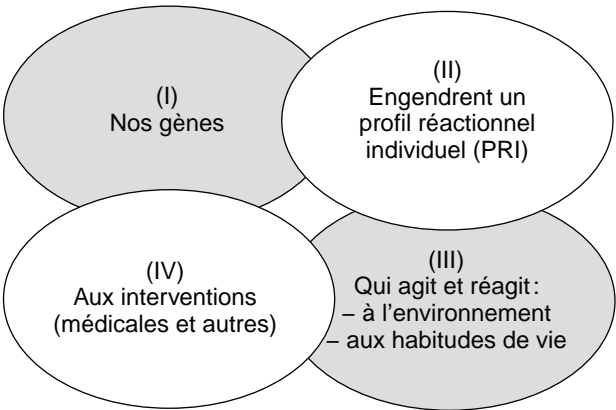 (I)
Nos gènes
(II)
Engendrent un
profil réactionnel
individuel (PRI)
(III)
Qui agit et réagit :
– à l’environnement
– aux habitudes de vie
(IV)
Aux interventions
(médicales et autres)